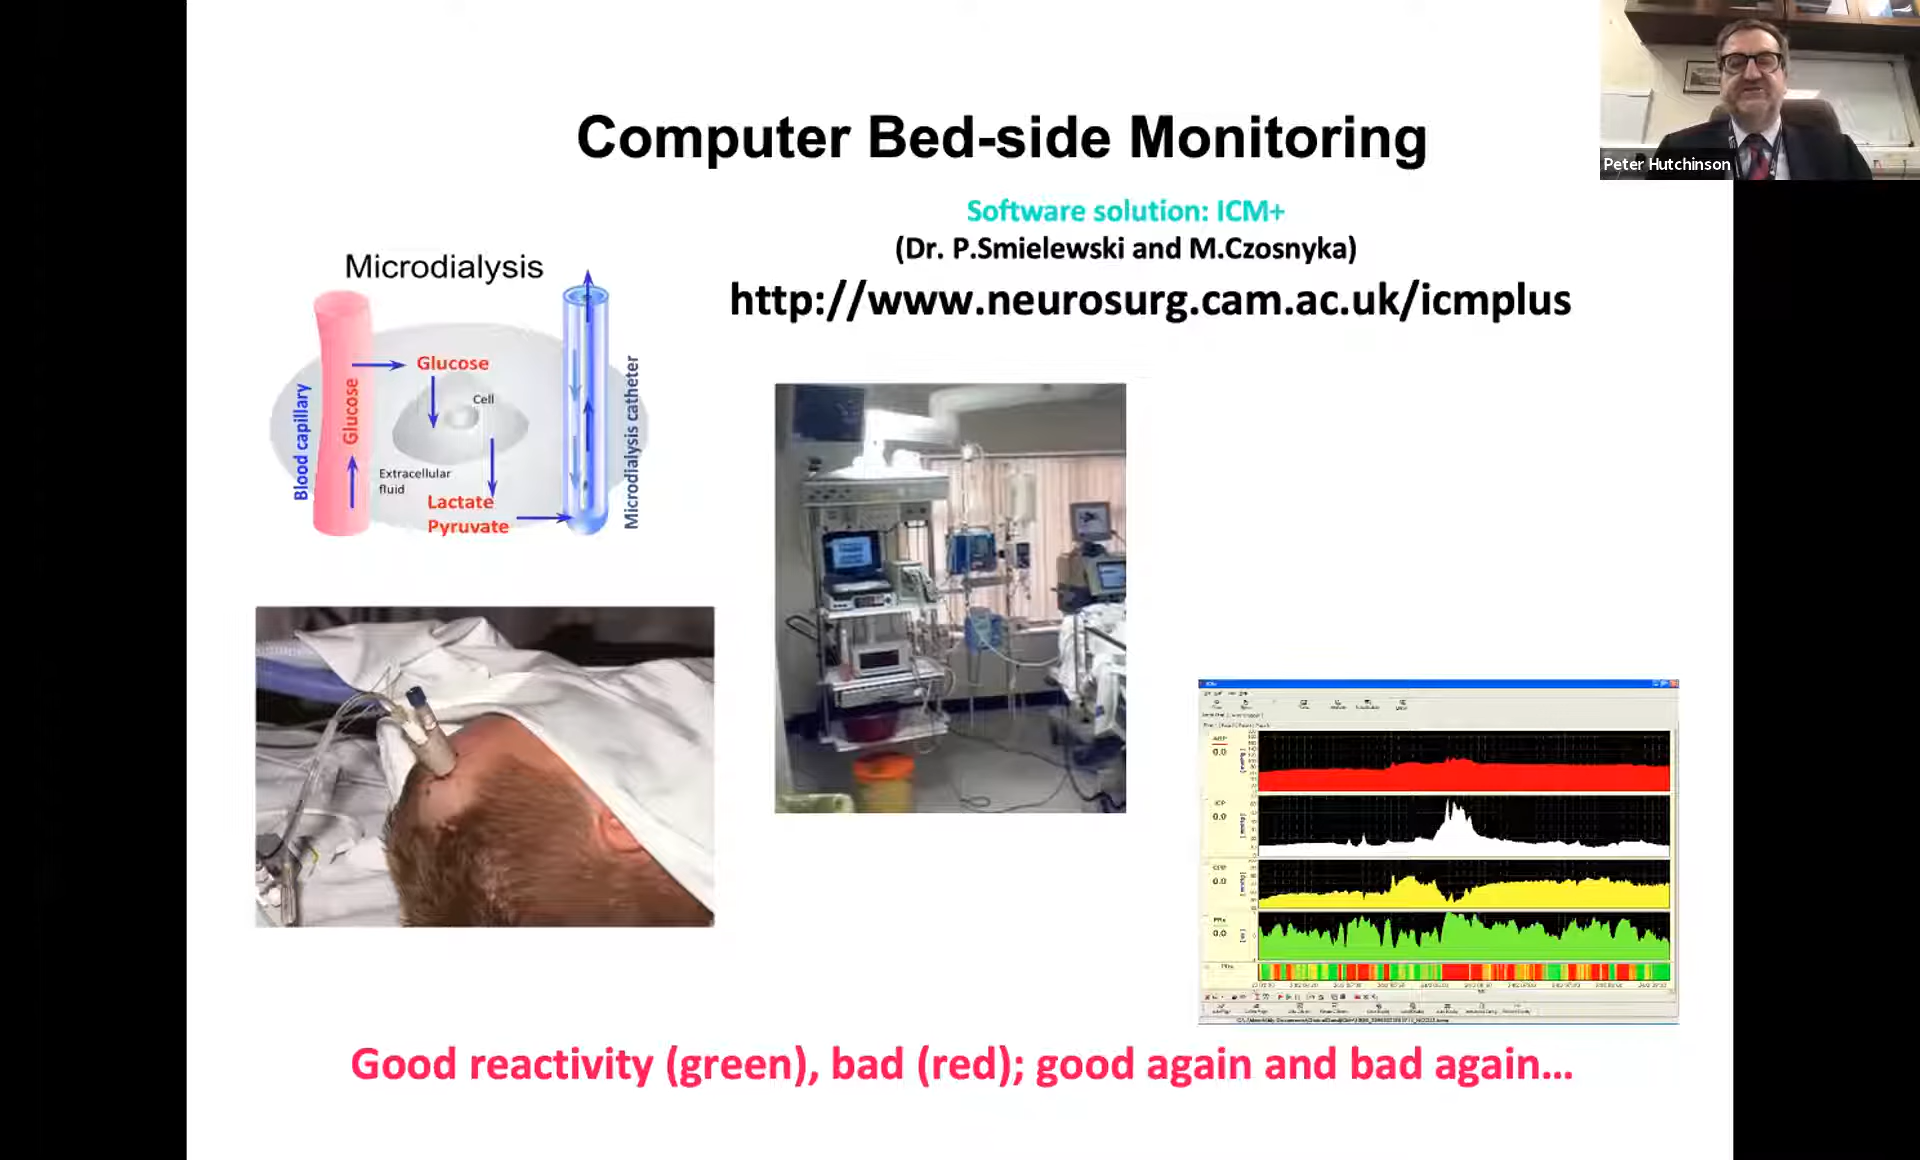 Computer Bed-side Monitoring
Peter Hutchinson
Software solution: ICM+
(Dr. P.Smielewski and M.Czosnyka)
http://www.neurosurg.cam.ac.uk/icmplus
Microdialysis
Blood capillary
Glucose
Glucose
Cell
Extracellular
fluid
Lactate
Pyruvate
Microdialysis catheter
ABP
0.0
ICP
0.0
CPP
0.0
PRx
0.0
Good reactivity (green), bad (red); good again and bad again...